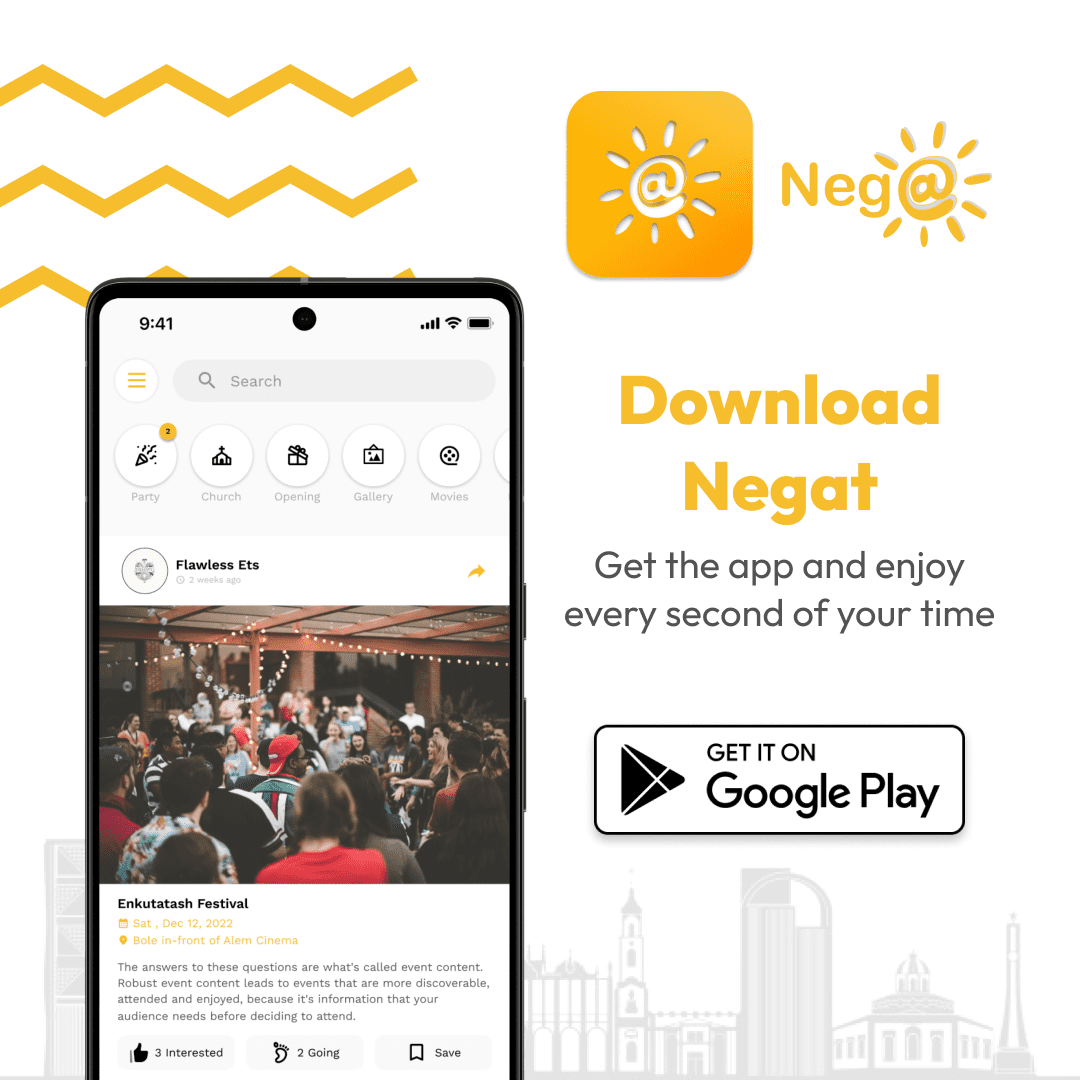 Neg@
Download
Negat
Get the app and enjoy
every second of your time
GET IT ON
Google Play
9:41
Search
2
Party
Church
Opening
Gallery
Movies
Flawless Ets
2 weeks ago
Enkutatash Festival
Sat , Dec 12, 2022
Bole in-front of Alem Cinema
The answers to these questions are what's called event content.
Robust event content leads to events that are more discoverable,
attended and enjoyed, because it's information that your
audience needs before deciding to attend.
3 Interested
2 Going
Save